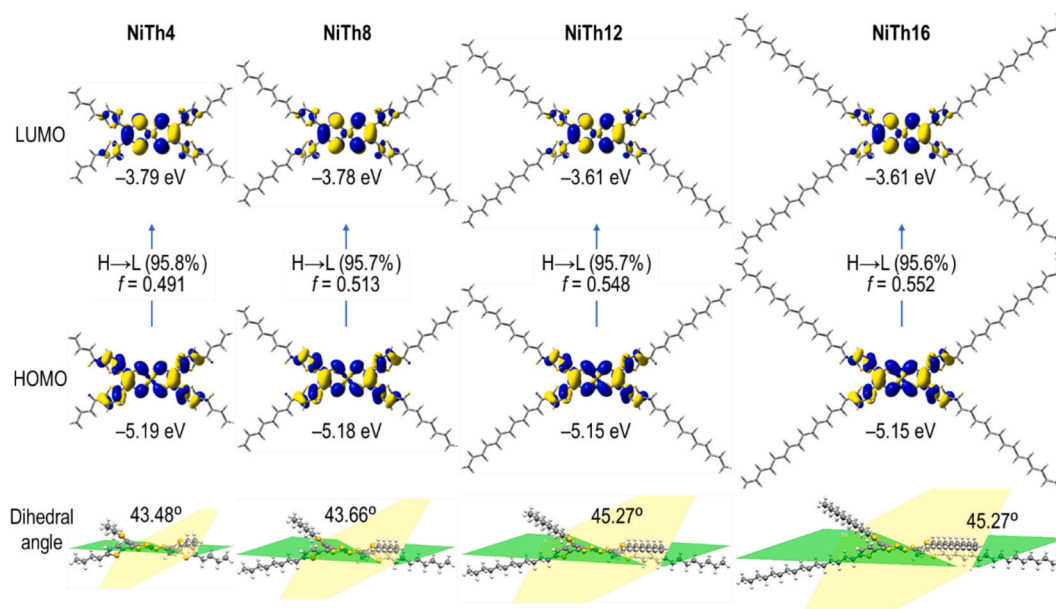 NiTh4 NiTh8 NiTh12 NiTh16
LUMO
–3.79 eV –3.78 eV –3.61 eV –3.61 eV
H→L (95.8%) H→L (95.7%) H→L (95.7%) H→L (95.6%)
f = 0.491 f = 0.513 f = 0.548 f = 0.552
HOMO
–5.19 eV –5.18 eV –5.15 eV –5.15 eV
Dihedral 43.48º 43.66º 45.27º 45.27º
angle